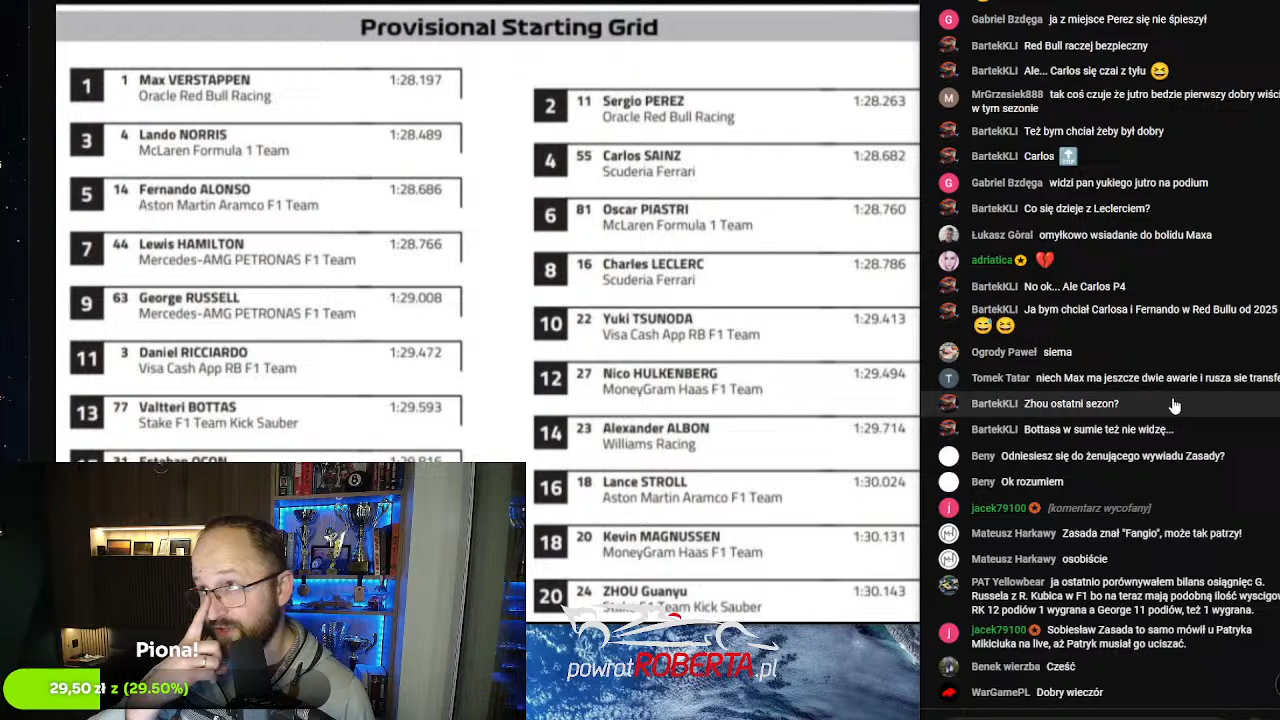 Provisional Starting Grid
1 1 Max VERSTAPPEN 1:28.197
Oracle Red Bull Racing
2 11 Sergio PEREZ 1:28.263
Oracle Red Bull Racing
3 4 Lando NORRIS 1:28.489
McLaren Formula 1 Team
4 55 Carlos SAINZ 1:28.682
Scuderia Ferrari
5 14 Fernando ALONSO 1:28.686
Aston Martin Aramco F1 Team
6 81 Oscar PIASTRI 1:28.760
McLaren Formula 1 Team
7 44 Lewis HAMILTON 1:28.766
Mercedes-AMG PETRONAS F1 Team
8 16 Charles LECLERC 1:28.786
Scuderia Ferrari
9 63 George RUSSELL 1:29.008
Mercedes-AMG PETRONAS F1 Team
10 22 Yuki TSUNODA 1:29.413
Visa Cash App RB F1 Team
11 3 Daniel RICCIARDO 1:29.472
Visa Cash App RB F1 Team
12 27 Nico HULKENBERG 1:29.494
MoneyGram Haas F1 Team
13 77 Valtteri BOTTAS 1:29.593
Stake F1 Team Kick Sauber
14 23 Alexander ALBON 1:29.714
Williams Racing
31 Esteban OCON 1:29.816
16 18 Lance STROLL 1:30.024
Aston Martin Aramco F1 Team
18 20 Kevin MAGNUSSEN 1:30.131
MoneyGram Haas F1 Team
20 24 ZHOU Guanyu 1:30.143
Stake F1 Team Kick Sauber
Piona!
29,50 zł z (29.50%)
powrotROBERTA.pl
G Gabriel Bzdęga ja z miejsce Perez się nie śpieszył
BartekKLI Red Bull raczej bezpieczny
BartekKLI Ale... Carlos się czai z tyłu 😆
M MrGrzesiek888 tak coś czuje że jutro bedzie pierwszy dobry wiści
w tym sezonie
BartekKLI Też bym chciał żeby był dobry
BartekKLI Carlos 🔝
G Gabriel Bzdęga widzi pan yukiego jutro na podium
BartekKLI Co się dzieje z Leclerciem?
Łukasz Góral omyłkowo wsiadanie do bolidu Maxa
adriatica 💔
BartekKLI No ok... Ale Carlos P4
BartekKLI Ja bym chciał Carlosa i Fernando w Red Bullu od 2025
😅 😆
Ogrody Paweł siema
T Tomek Tatar niech Max ma jeszcze dwie awarie i rusza sie transfe
BartekKLI Zhou ostatni sezon?
BartekKLI Bottasa w sumie też nie widzę...
Beny Odniesiesz się do żenującego wywiadu Zasady?
Beny Ok rozumiem
j jacek79100 [komentarz wycofany]
Mateusz Harkawy Zasada znał "Fangio", może tak patrzy!
Mateusz Harkawy osobiście
PAT Yellowbear ja ostatnio porównywałem bilans osiągnięc G.
Russela z R. Kubica w F1 bo na teraz mają podobną ilość wyscigow
RK 12 podiów 1 wygrana a George 11 podiów, też 1 wygrana.
j jacek79100 Sobiesław Zasada to samo mówił u Patryka
Mikiciuka na live, aż Patryk musiał go uciszać.
Benek wierzba Cześć
WarGamePL Dobry wieczór